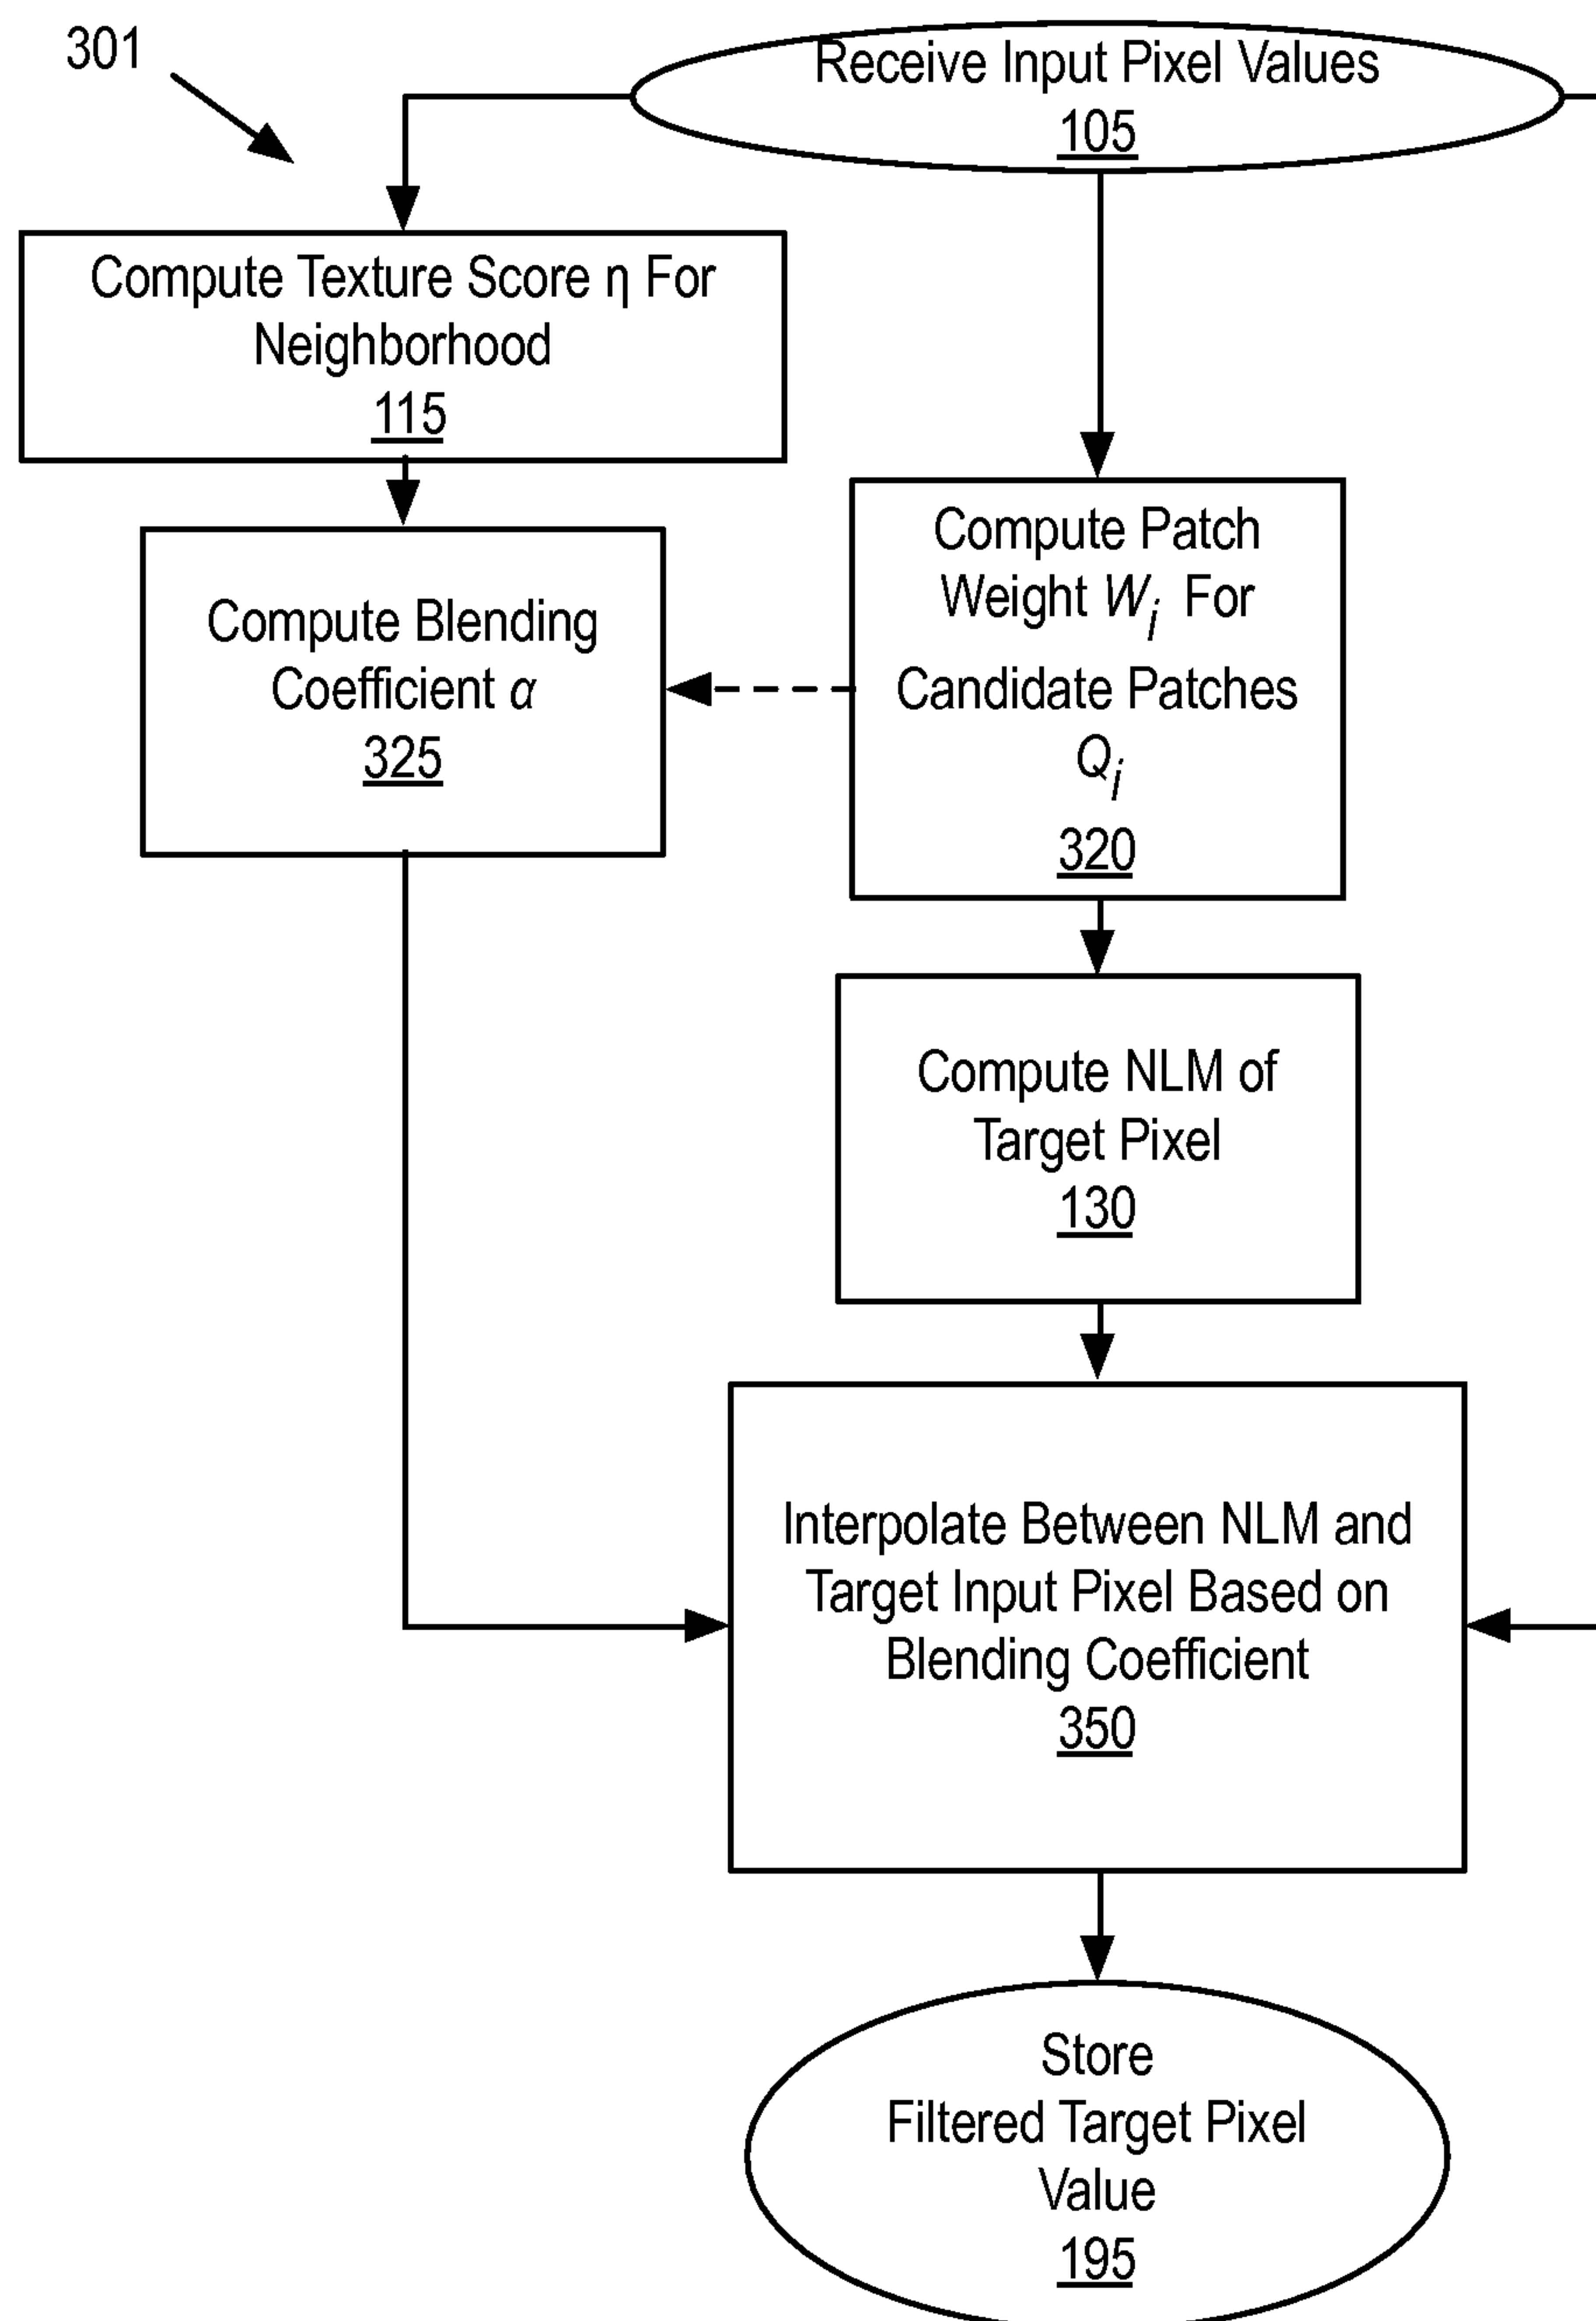 301
Receive Input Pixel Values
105
Compute Texture Score η For
Neighborhood
115
Compute Blending
Coefficient α
325
Compute Patch
Weight Wi For
Candidate Patches
Qi
320
Compute NLM of
Target Pixel
130
Interpolate Between NLM and
Target Input Pixel Based on
Blending Coefficient
350
Store
Filtered Target Pixel
Value
195